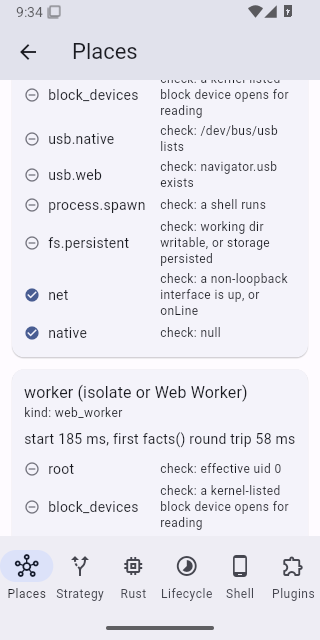 9:34
Places
check: a kernel-listed
block_devices
block device opens for
reading
usb.native
check: /dev/bus/usb
lists
usb.web
check: navigator.usb
exists
process.spawn
check: a shell runs
fs.persistent
check: working dir
writable, or storage
persisted
net
check: a non-loopback
interface is up, or
onLine
native
check: null
worker (isolate or Web Worker)
kind: web_worker
start 185 ms, first facts() round trip 58 ms
root
check: effective uid 0
block_devices
check: a kernel-listed
block device opens for
reading
Places
Strategy
Rust
Lifecycle
Shell
Plugins